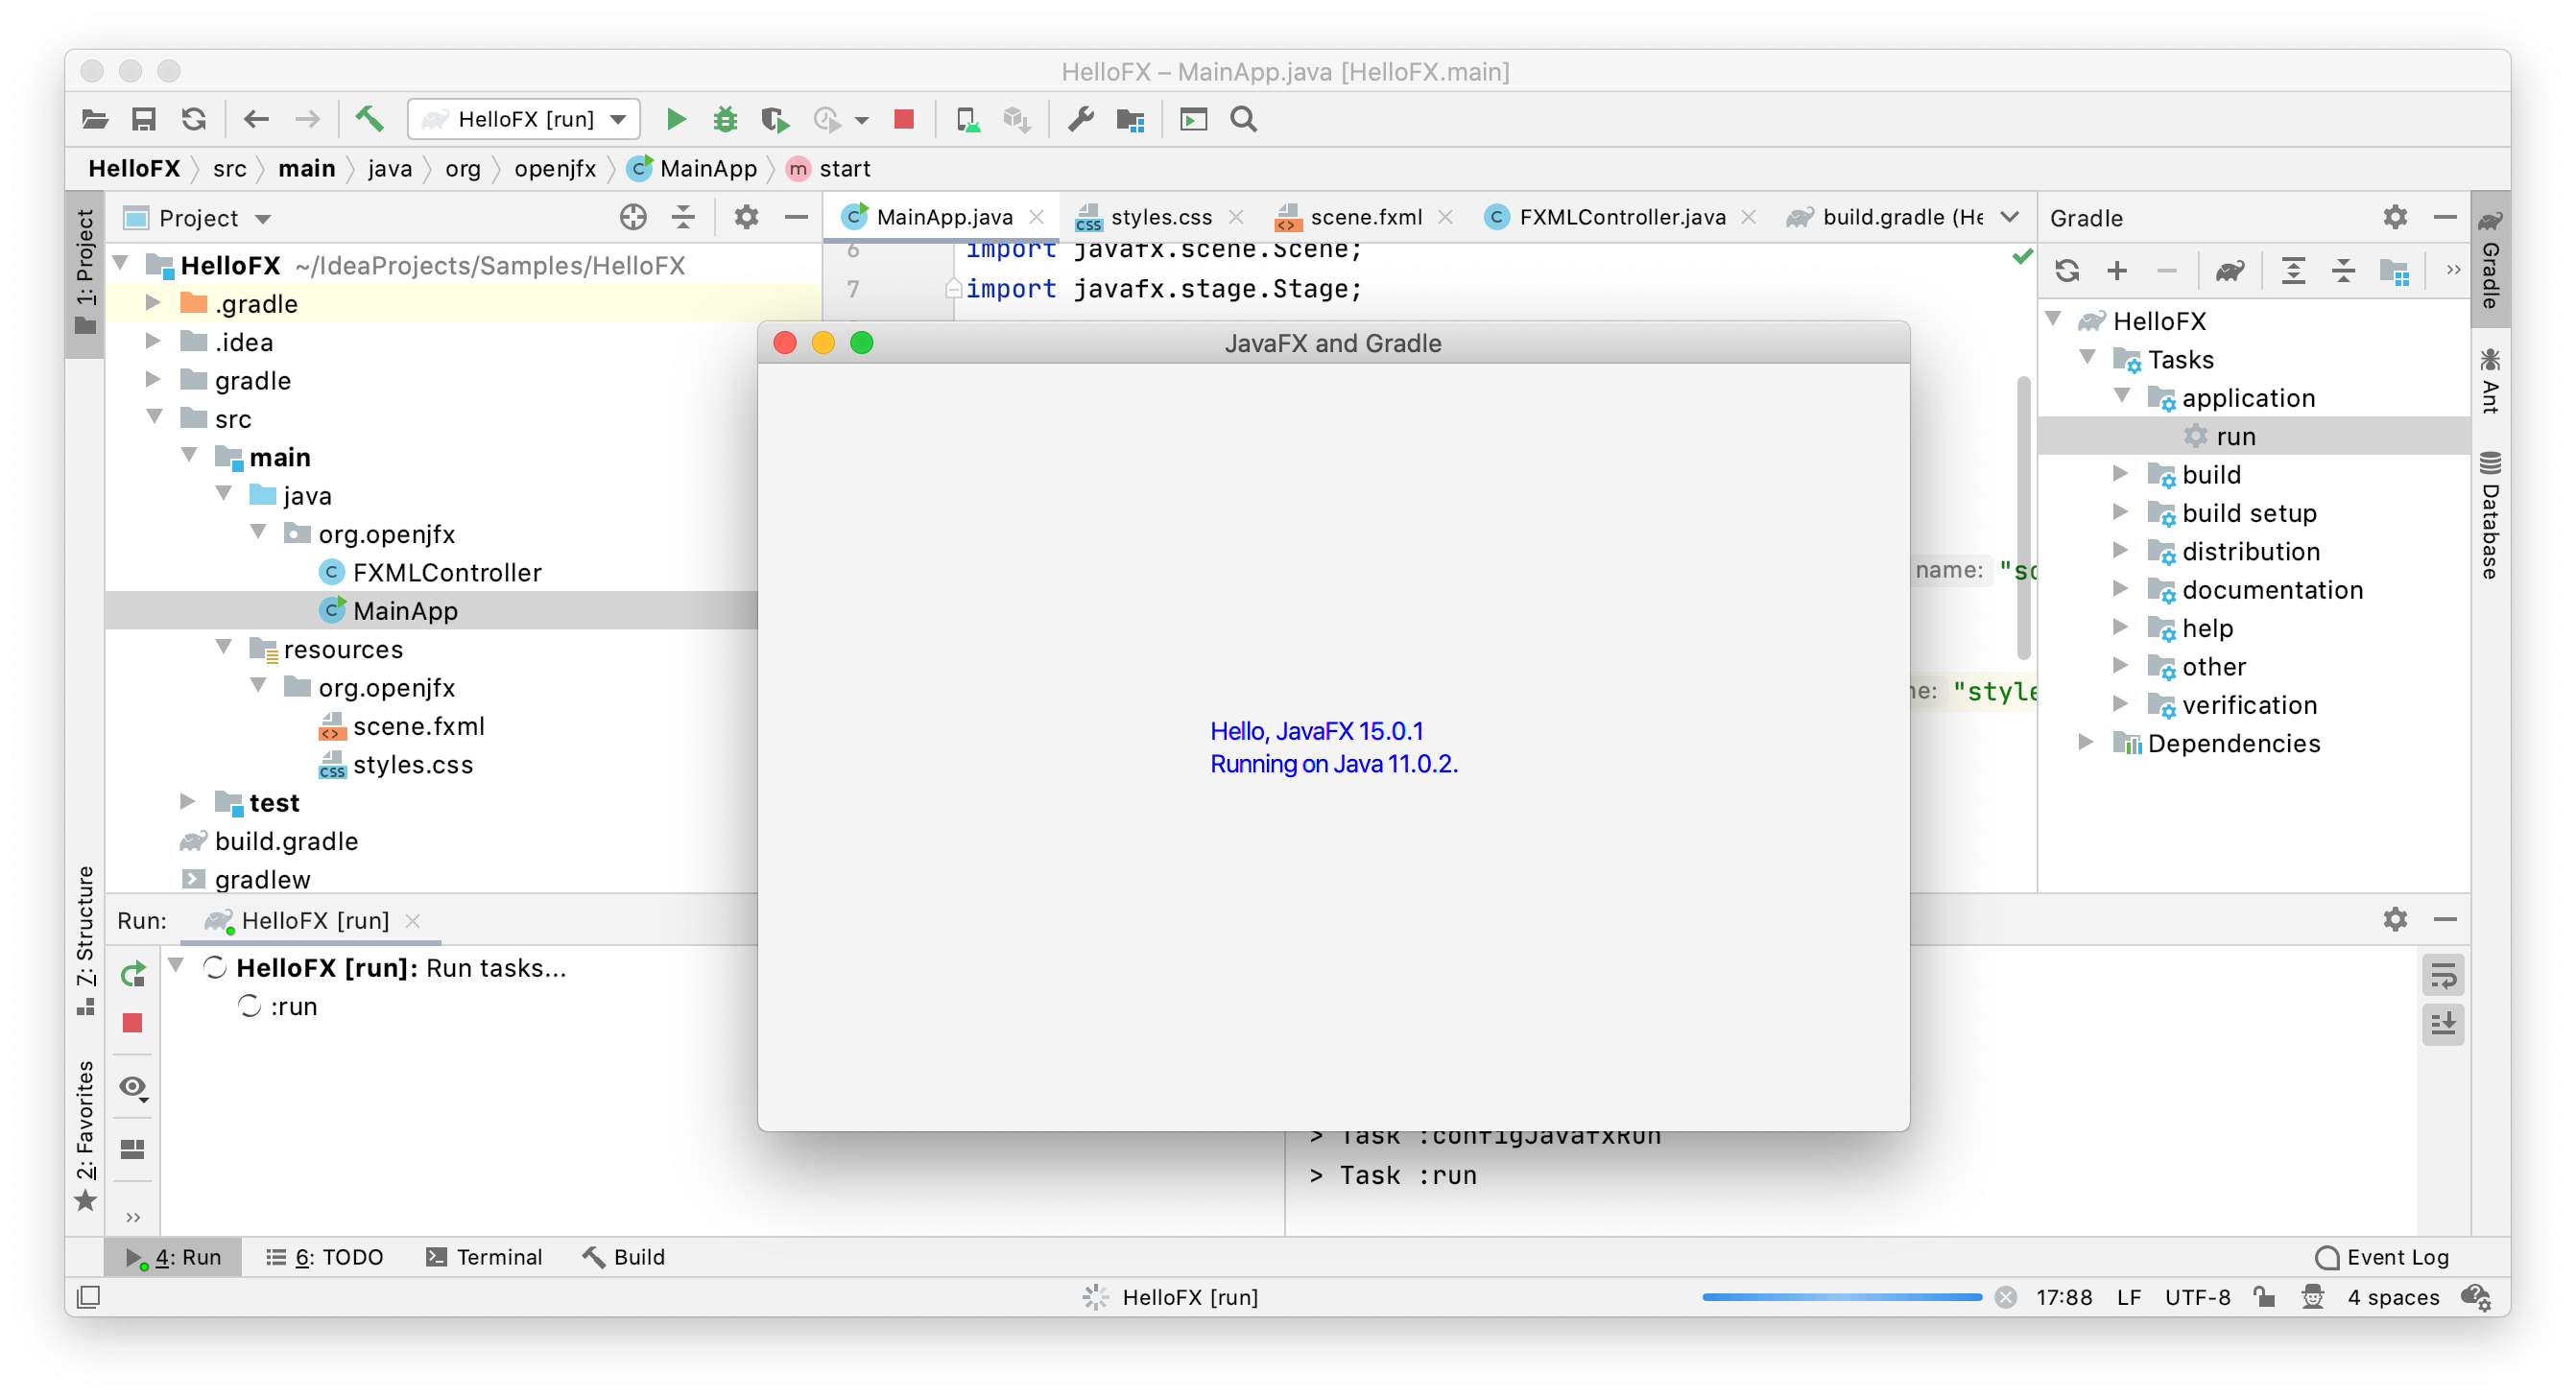 HelloFX – MainApp.java [HelloFX.main]
HelloFX [run]
HelloFX src main java org openjfx C MainApp m start
1: Project
Project
MainApp.java
styles.css
scene.fxml
FXMLController.java
build.gradle (He
Gradle
HelloFX ~/IdeaProjects/Samples/HelloFX
.gradle
.idea
gradle
src
main
java
org.openjfx
C FXMLController
C MainApp
resources
org.openjfx
scene.fxml
CSS styles.css
test
build.gradle
gradlew
6 import javafx.scene.Scene;
7 import javafx.stage.Stage;
name: "sc
ne: "style
JavaFX and Gradle
Hello, JavaFX 15.0.1
Running on Java 11.0.2.
HelloFX
Tasks
application
run
build
build setup
distribution
documentation
help
other
verification
Dependencies
Gradle
Ant
Database
7: Structure
2: Favorites
Run: HelloFX [run]
HelloFX [run]: Run tasks...
:run
> Task :configJavafxRun
> Task :run
4: Run 6: TODO Terminal Build Event Log
HelloFX [run] 17:88 LF UTF-8 4 spaces